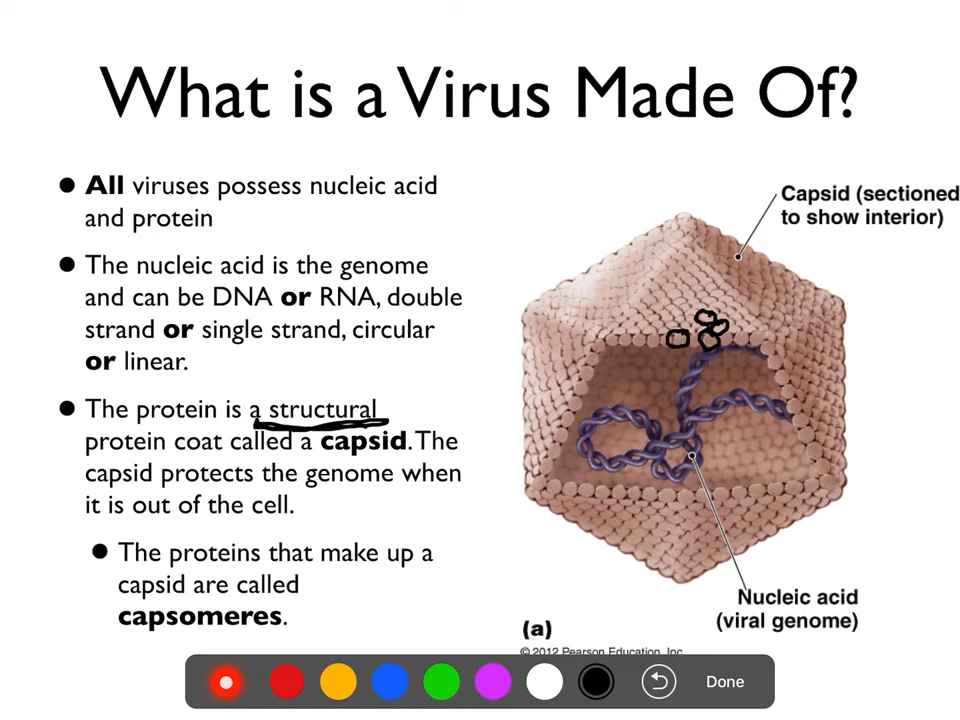 What is a Virus Made Of?
• All viruses possess nucleic acid
and protein
• The nucleic acid is the genome
and can be DNA or RNA, double
strand or single strand, circular
or linear.
• The protein is a structural
protein coat called a capsid. The
capsid protects the genome when
it is out of the cell.
• The proteins that make up a
capsid are called
capsomeres.
Capsid (sectioned
to show interior)
Nucleic acid
(viral genome)
(a)
© 2012 Pearson Education, Inc.
Done